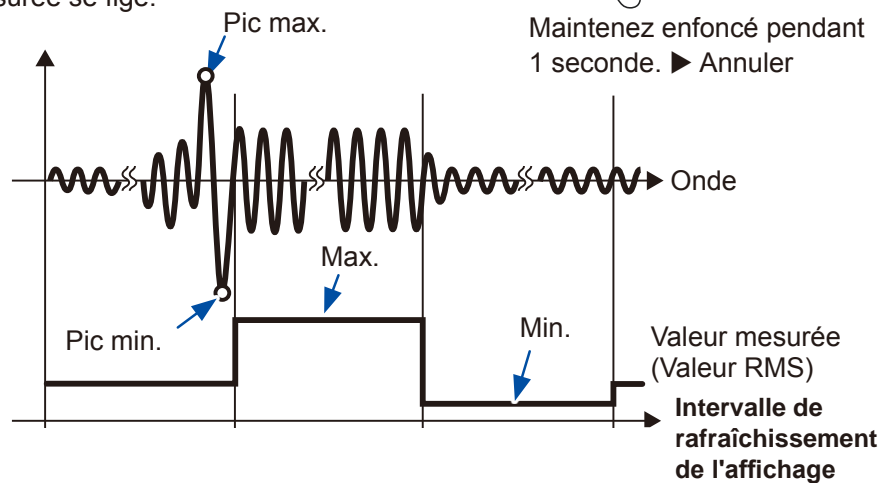 Pic max.
Maintenez enfoncé pendant
1 seconde. ▶ Annuler
Onde
Max.
Pic min.
Min.
Valeur mesurée
(Valeur RMS)
Intervalle de
rafraîchissement
de l'affichage